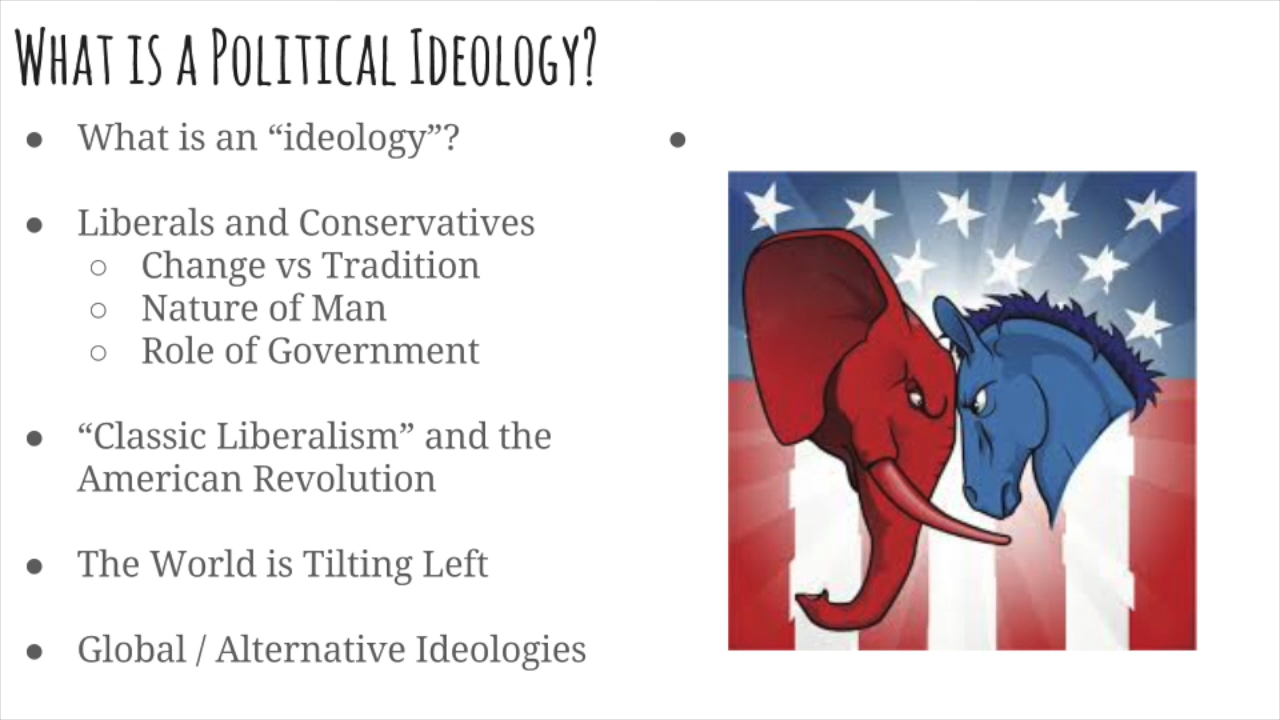 What is a Political Ideology?
● What is an “ideology”?
● Liberals and Conservatives
○ Change vs Tradition
○ Nature of Man
○ Role of Government
● “Classic Liberalism” and the
American Revolution
● The World is Tilting Left
● Global / Alternative Ideologies
●